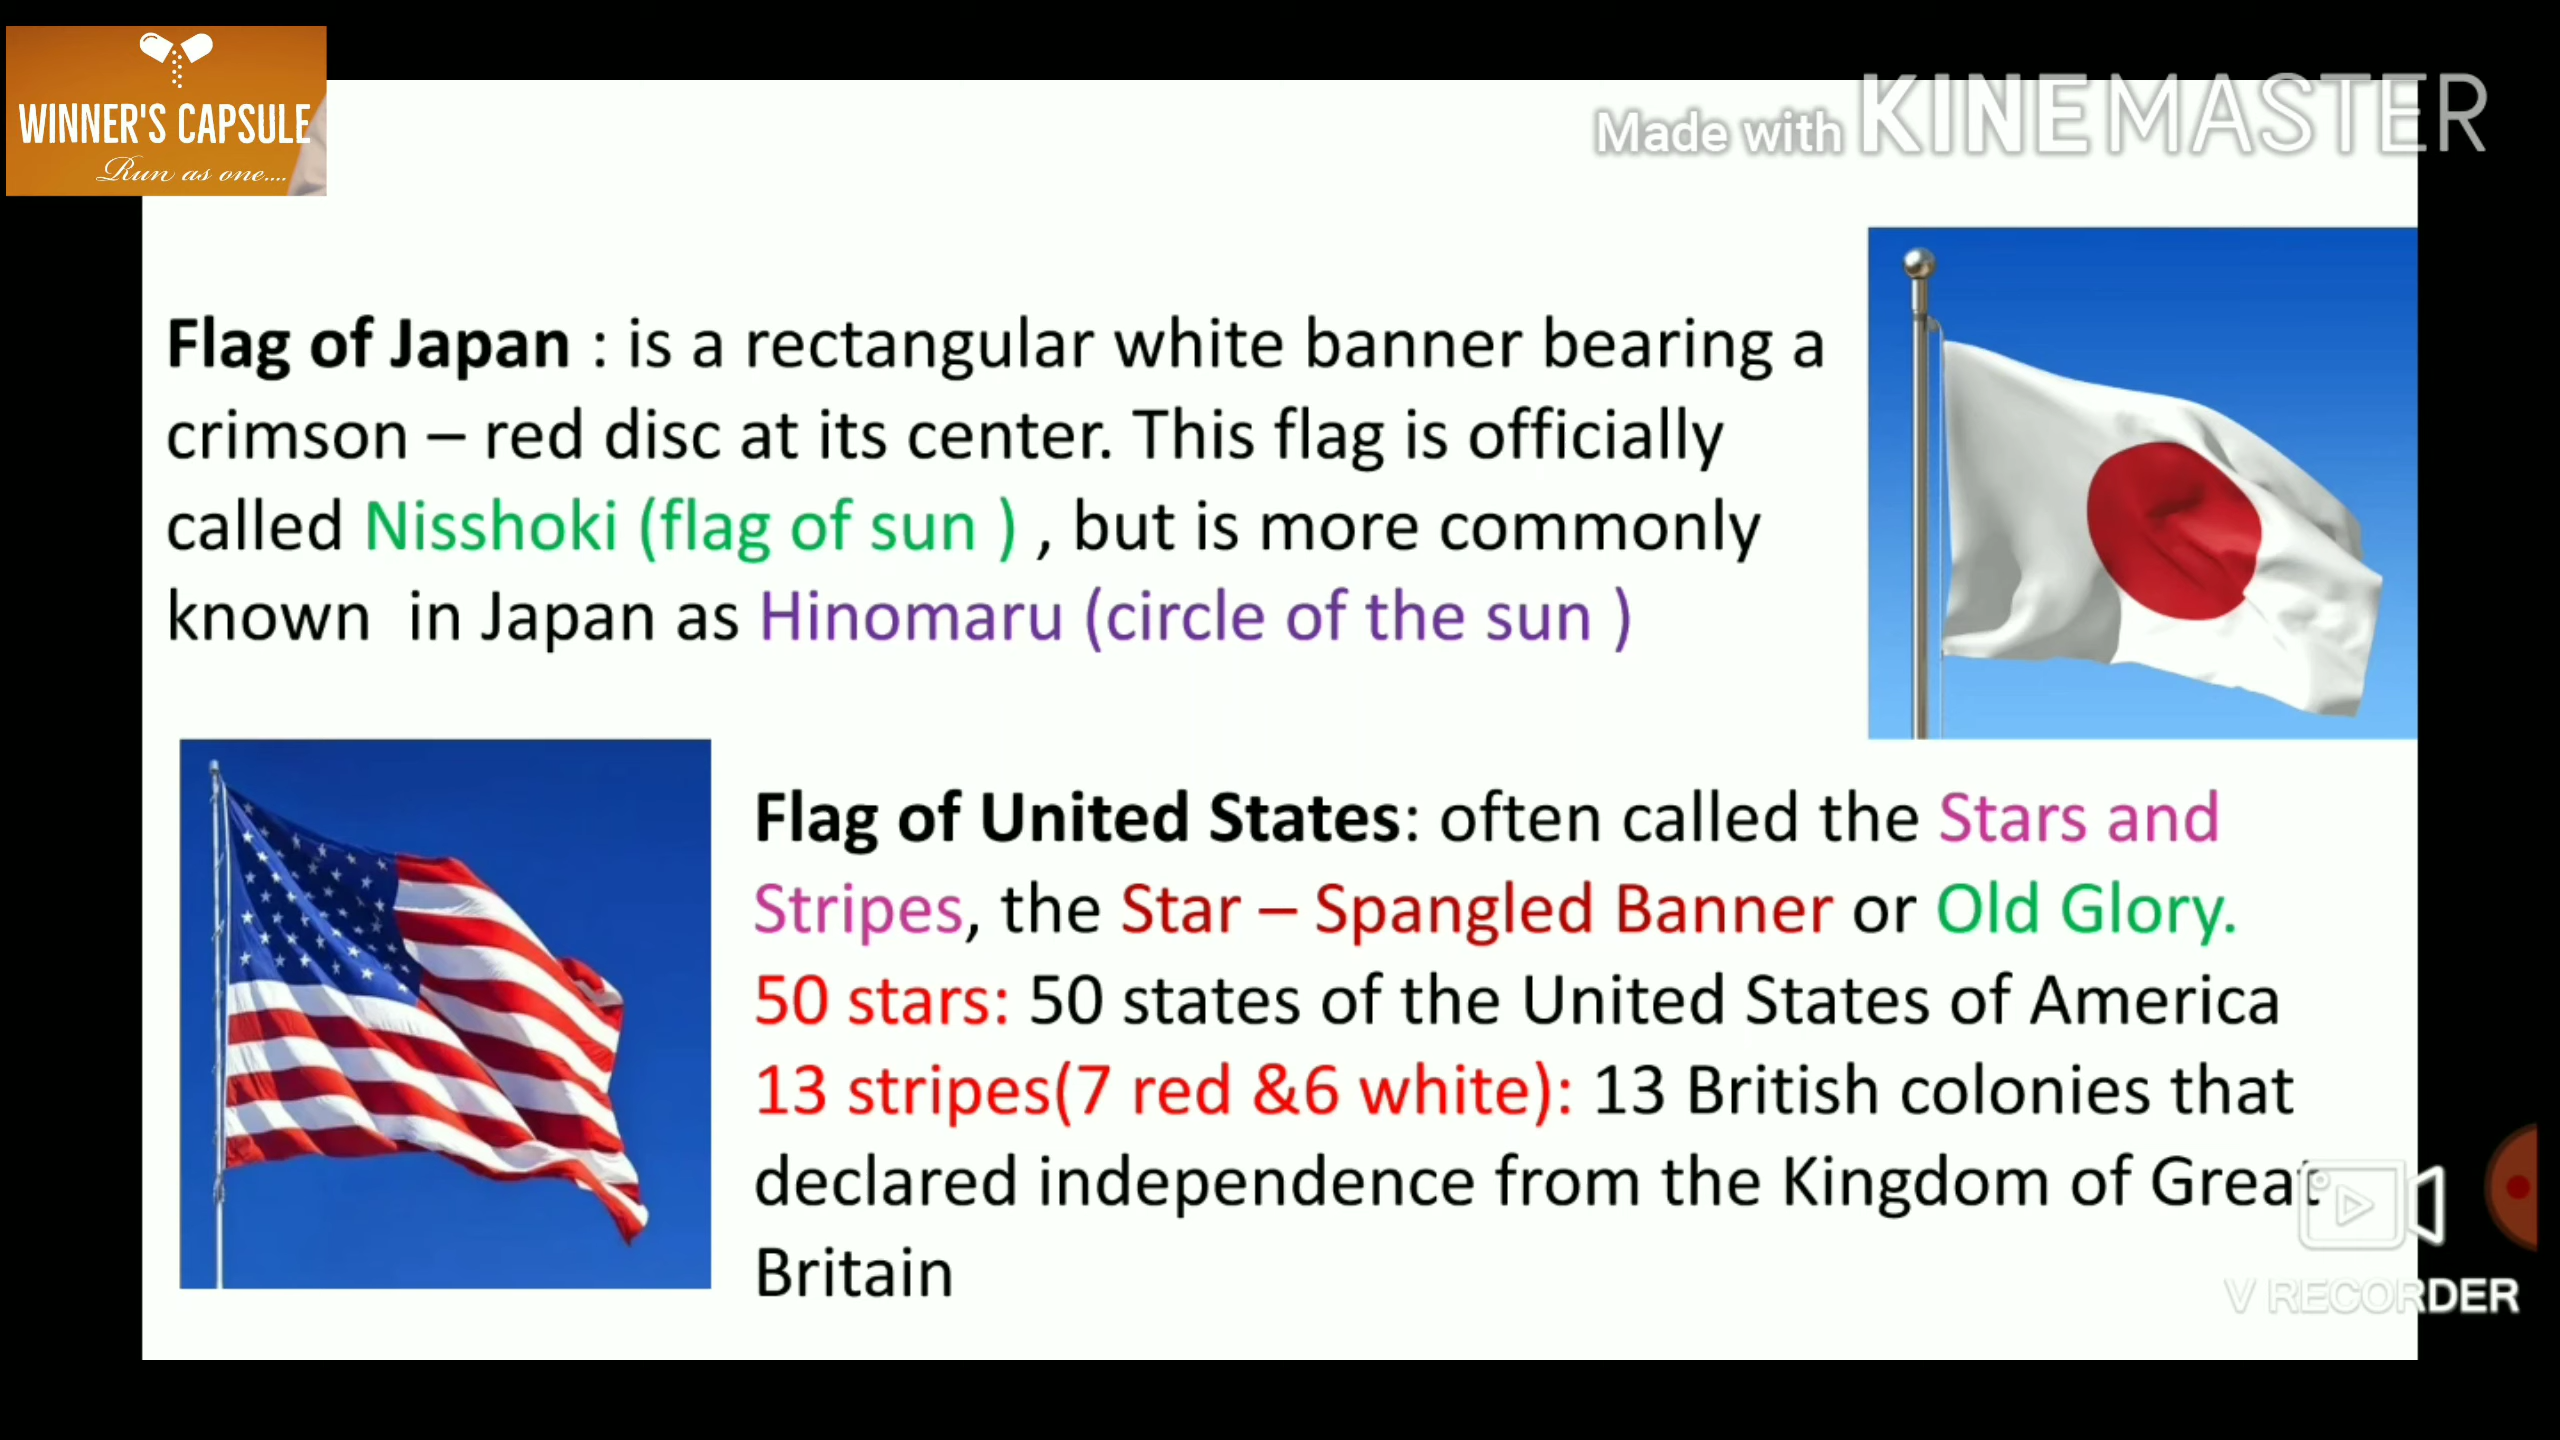 WINNER'S CAPSULE
Run as one....
Made with KINEMASTER
Flag of Japan : is a rectangular white banner bearing a
crimson – red disc at its center. This flag is officially
called Nisshoki (flag of sun ) , but is more commonly
known in Japan as Hinomaru (circle of the sun )
Flag of United States: often called the Stars and
Stripes, the Star – Spangled Banner or Old Glory.
50 stars: 50 states of the United States of America
13 stripes(7 red &6 white): 13 British colonies that
declared independence from the Kingdom of Great
Britain
V RECORDER